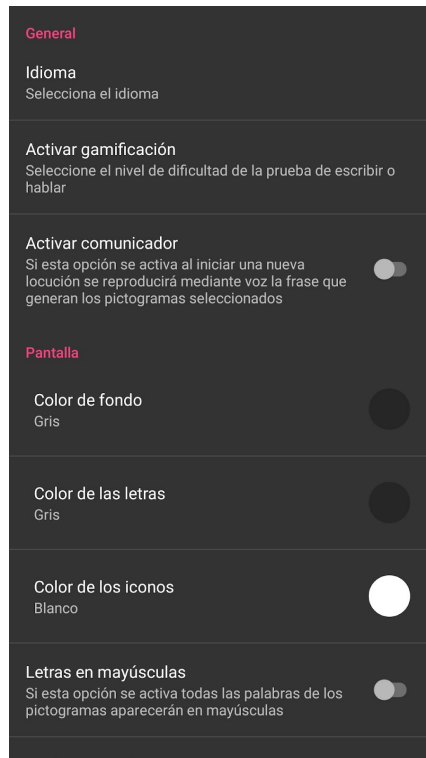 General
Idioma
Selecciona el idioma
Activar gamificación
Seleccione el nivel de dificultad de la prueba de escribir o
hablar
Activar comunicador
Si esta opción se activa al iniciar una nueva
locución se reproducirá mediante voz la frase que
generan los pictogramas seleccionados
Pantalla
Color de fondo
Gris
Color de las letras
Gris
Color de los iconos
Blanco
Letras en mayúsculas
Si esta opción se activa todas las palabras de los
pictogramas aparecerán en mayúsculas